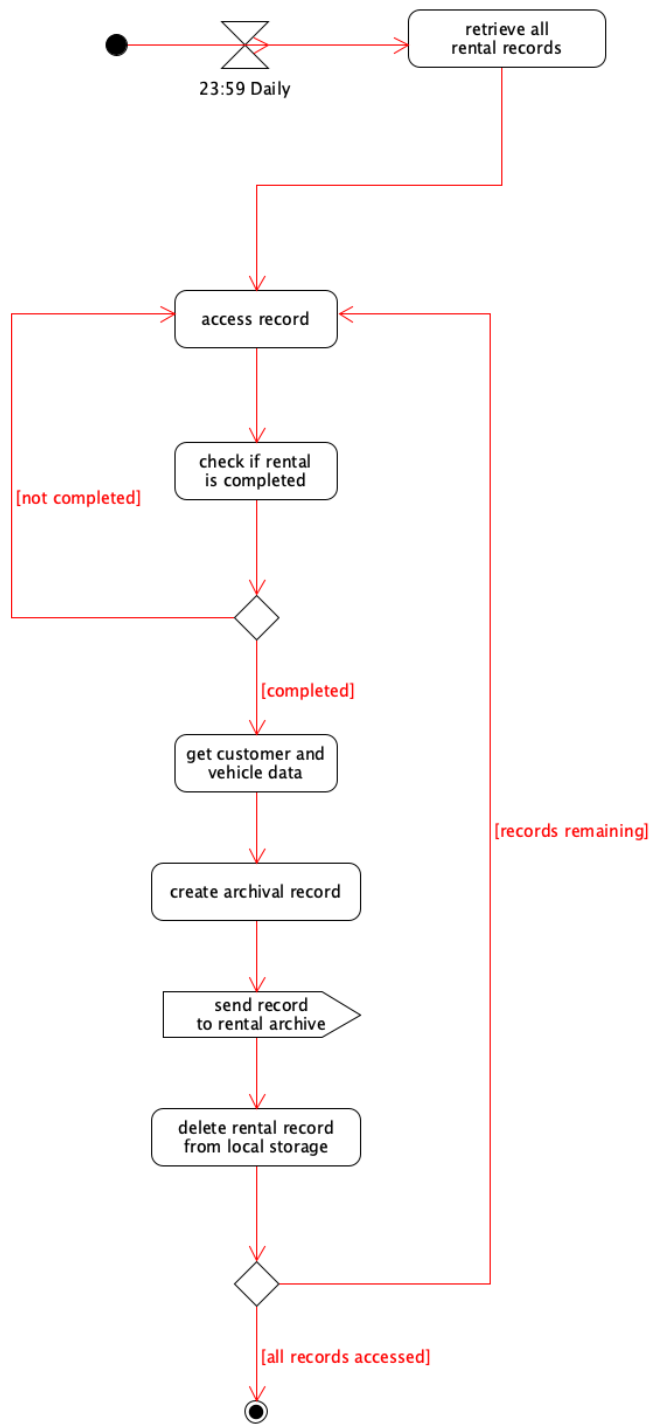 retrieve all
rental records
23:59 Daily
access record
check if rental
is completed
[not completed]
[completed]
get customer and
vehicle data
[records remaining]
create archival record
send record
to rental archive
delete rental record
from local storage
[all records accessed]